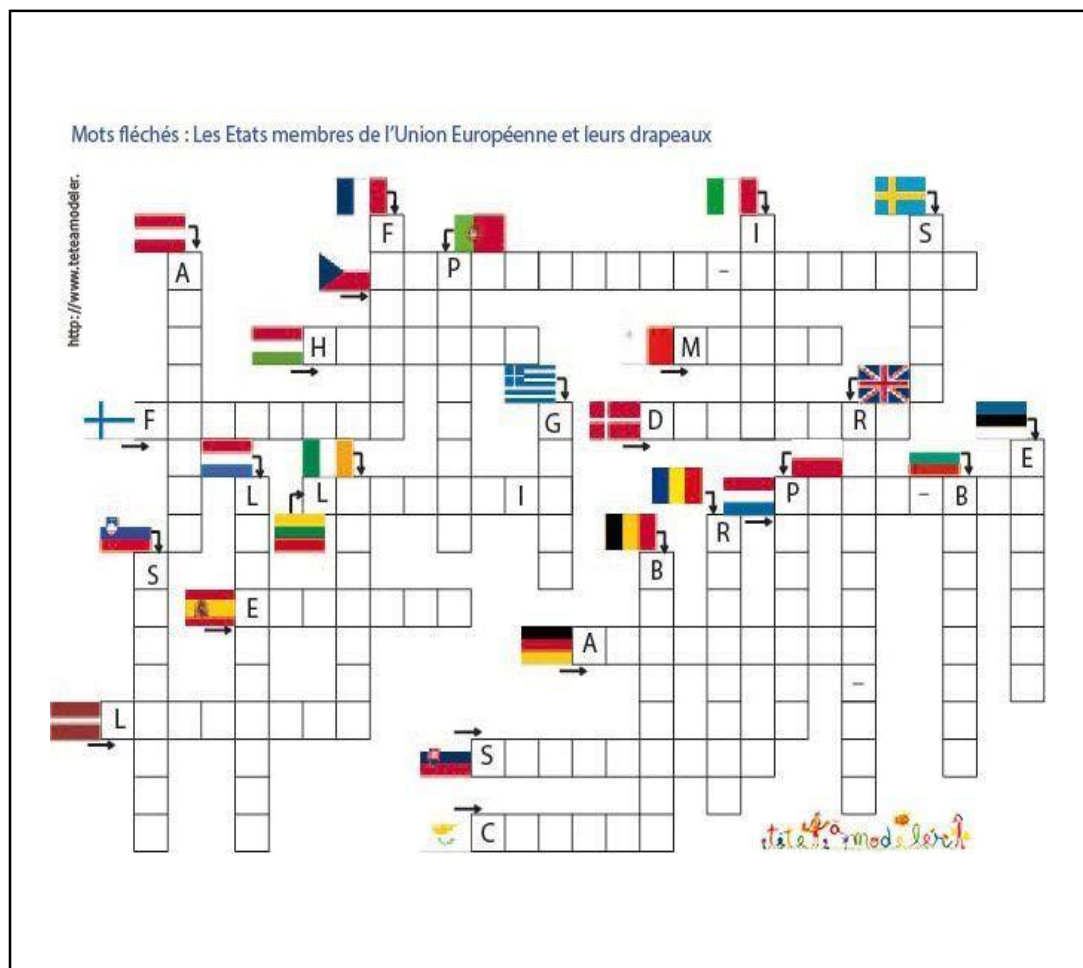 Mots fléchés : Les Etats membres de l'Union Européenne et leurs drapeaux
http://www.teteamodeler.
F I S
A P -
H M
F G D R
E
L L I P - B
S R
B
E
A
-
L
S
C
tête à modeler